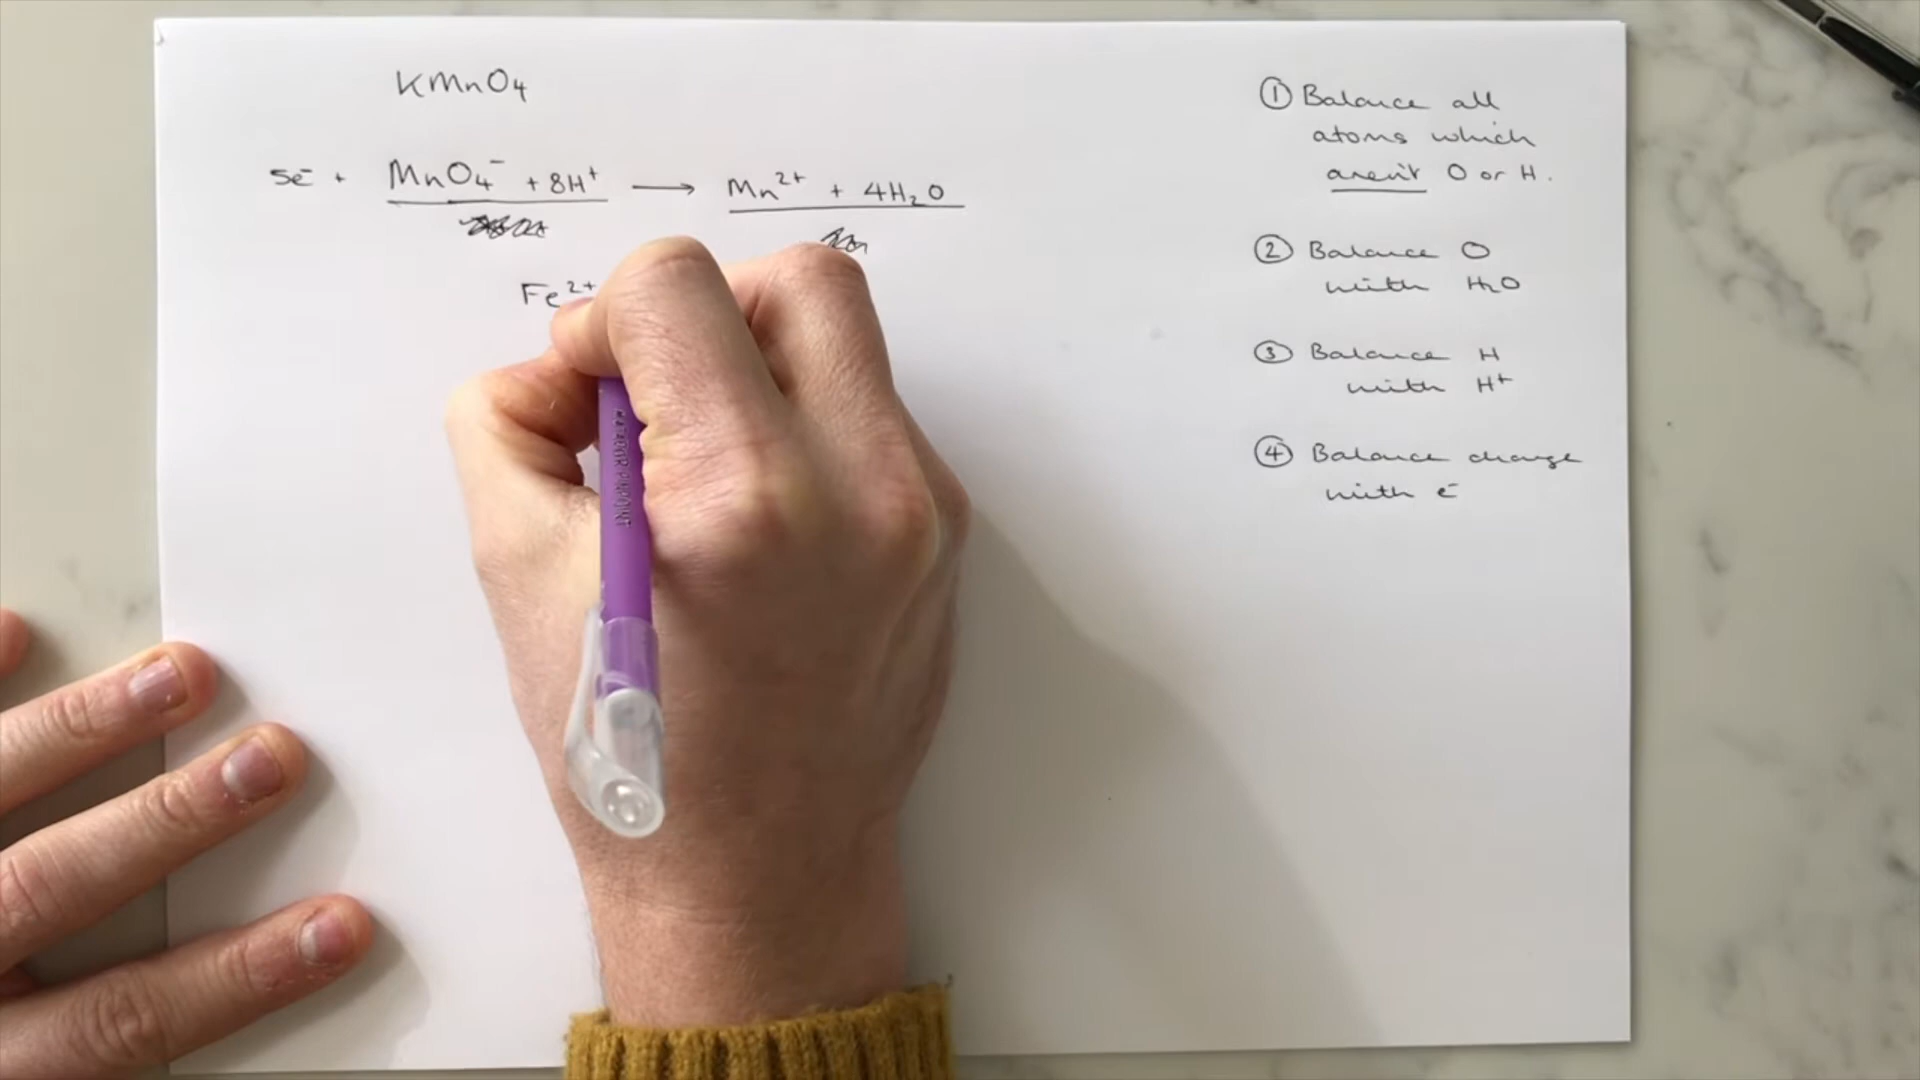 KMnO₄
5e⁻ + MnO₄⁻ + 8H⁺ ⟶ Mn²⁺ + 4H₂O
Fe²⁺
① Balance all
atoms which
aren't O or H.
② Balance O
with H₂O
③ Balance H
with H⁺
④ Balance charge
with e⁻